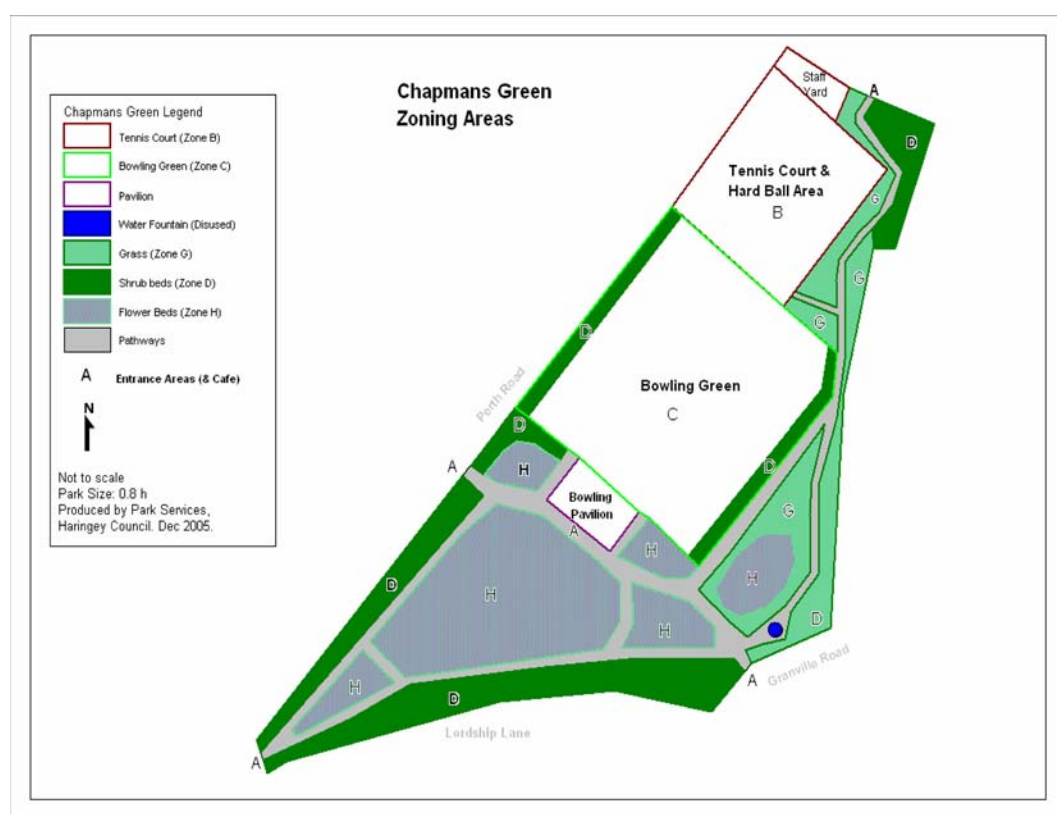 Chapmans Green
Zoning Areas
Chapmans Green Legend
Tennis Court (Zone B)
Bowling Green (Zone C)
Pavilion
Water Fountain (Disused)
Grass (Zone G)
Shrub beds (Zone D)
Flower Beds (Zone H)
Pathways
A Entrance Areas (& Cafe)
N
Not to scale
Park Size: 0.8 h
Produced by Park Services,
Haringey Council. Dec 2005.
Staff
Yard
A
D
Tennis Court &
Hard Ball Area
B
G
G
G
D
Perth Road
Bowling Green
C
D
D
A
H
Bowling
Pavilion
A
G
H
H
D
H
H
D
H
A
Granville Road
D
Lordship Lane
A